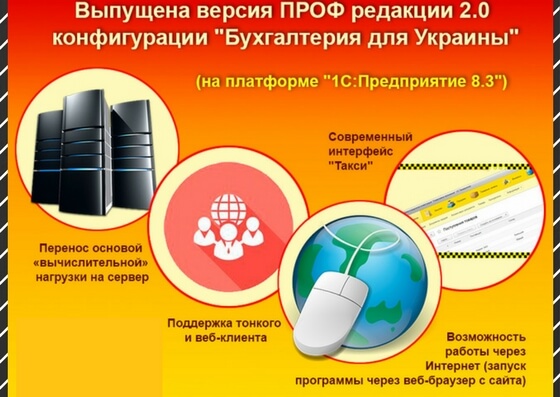 Выпущена версия ПРОФ редакции 2.0
конфигурации "Бухгалтерия для Украины"
(на платформе "1С:Предприятие 8.3")
Современный
интерфейс
"Такси"
Перенос основой
«вычислительной»
нагрузки на сервер
Поддержка тонкого
и веб-клиента
Возможность
работы через
Интернет (запуск
программы через веб-браузер с сайта)